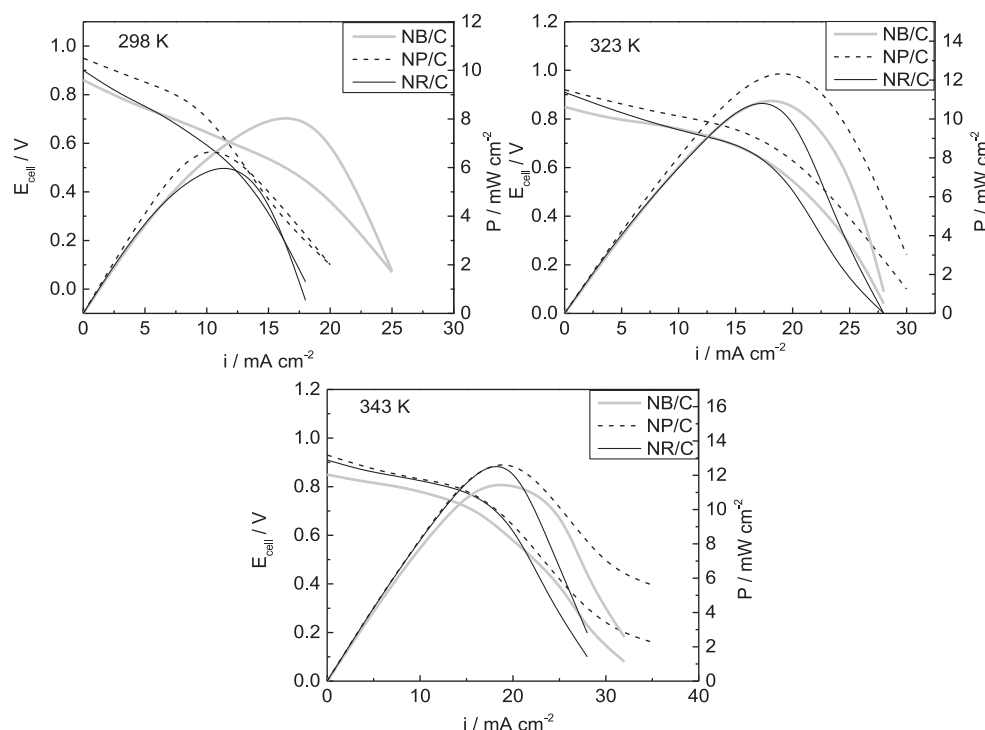 298 K
NB/C
NP/C
NR/C
E_cell / V
1.0
0.8
0.6
0.4
0.2
0.0
0 5 10 15 20 25 30
i / mA cm⁻²
12
10
8
6
4
2
0
P / mW cm⁻²
323 K
NB/C
NP/C
NR/C
E_cell / V
1.2
1.0
0.8
0.6
0.4
0.2
0.0
0 5 10 15 20 25 30
i / mA cm⁻²
14
12
10
8
6
4
2
0
P / mW cm⁻²
343 K
NB/C
NP/C
NR/C
E_cell / V
1.2
1.0
0.8
0.6
0.4
0.2
0.0
0 10 20 30 40
i / mA cm⁻²
16
14
12
10
8
6
4
2
0
P / mW cm⁻²